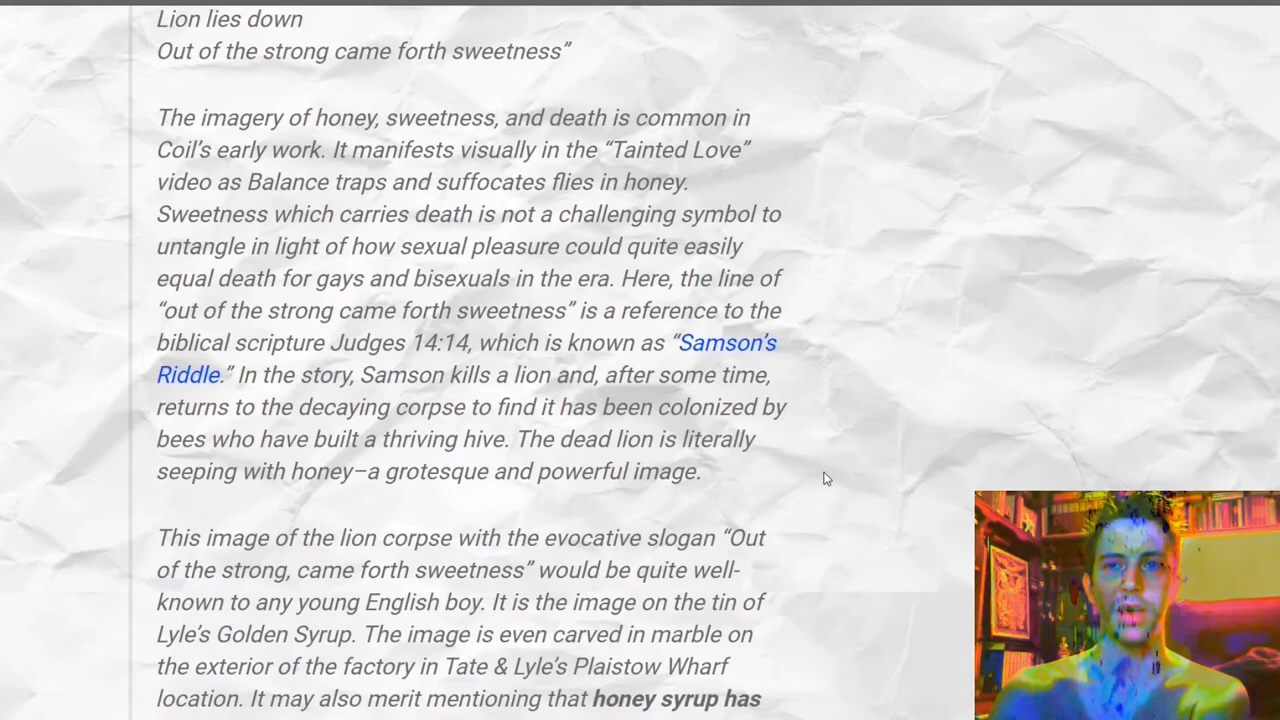 Lion lies down
Out of the strong came forth sweetness”
The imagery of honey, sweetness, and death is common in
Coil’s early work. It manifests visually in the “Tainted Love”
video as Balance traps and suffocates flies in honey.
Sweetness which carries death is not a challenging symbol to
untangle in light of how sexual pleasure could quite easily
equal death for gays and bisexuals in the era. Here, the line of
“out of the strong came forth sweetness” is a reference to the
biblical scripture Judges 14:14, which is known as “Samson’s
Riddle.” In the story, Samson kills a lion and, after some time,
returns to the decaying corpse to find it has been colonized by
bees who have built a thriving hive. The dead lion is literally
seeping with honey–a grotesque and powerful image.
This image of the lion corpse with the evocative slogan “Out
of the strong, came forth sweetness” would be quite well-
known to any young English boy. It is the image on the tin of
Lyle’s Golden Syrup. The image is even carved in marble on
the exterior of the factory in Tate & Lyle’s Plaistow Wharf
location. It may also merit mentioning that honey syrup has